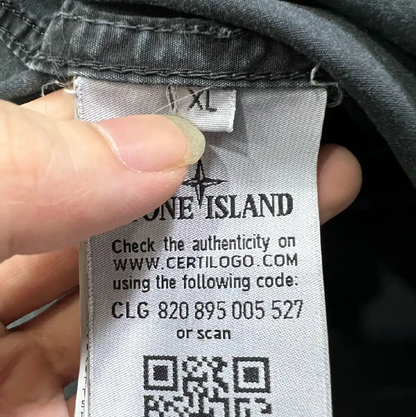 XL
STONE ISLAND
Check the authenticity on
WWW.CERTILOGO.COM
using the following code:
CLG 820 895 005 527
or scan